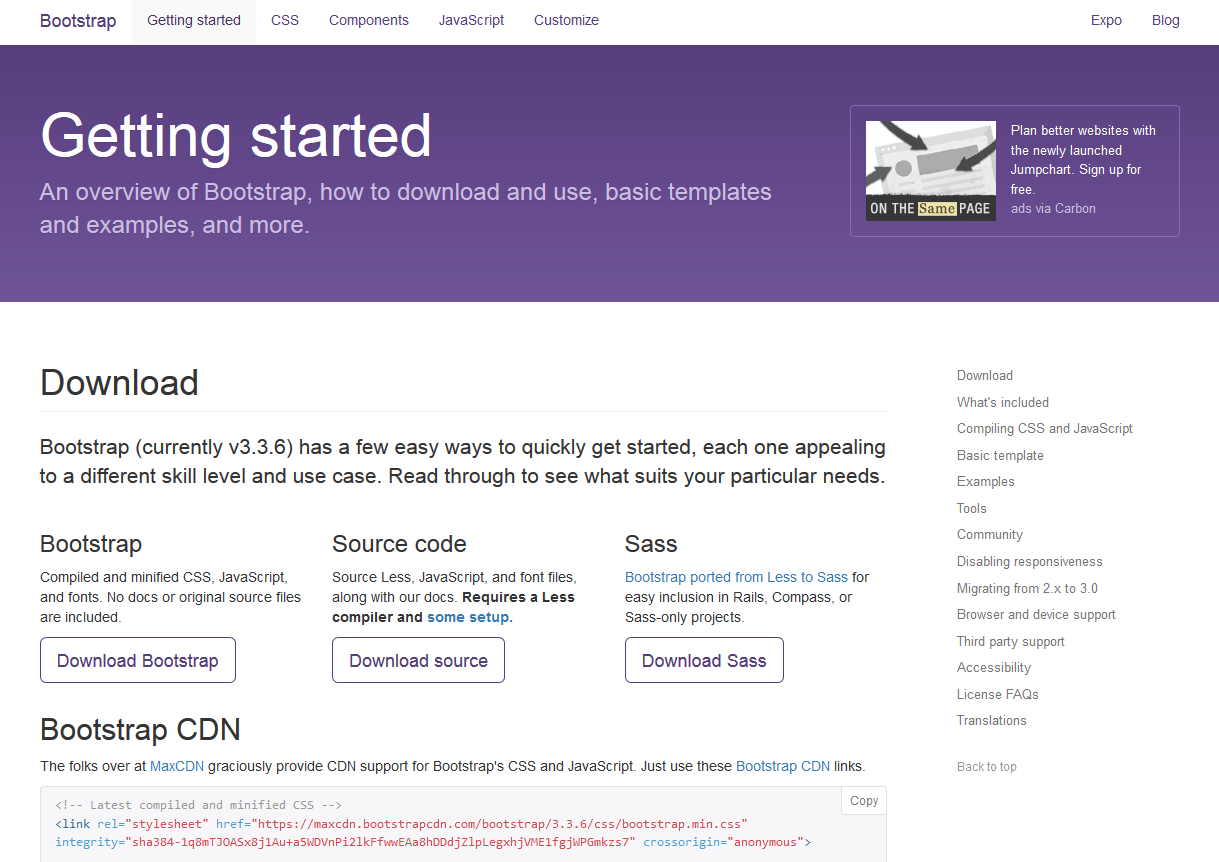 Bootstrap Getting started CSS Components JavaScript Customize Expo Blog
Getting started
An overview of Bootstrap, how to download and use, basic templates
and examples, and more.
ON THE Same PAGE
Plan better websites with
the newly launched
Jumpchart. Sign up for
free.
ads via Carbon
Download
Bootstrap (currently v3.3.6) has a few easy ways to quickly get started, each one appealing
to a different skill level and use case. Read through to see what suits your particular needs.
Bootstrap
Compiled and minified CSS, JavaScript,
and fonts. No docs or original source files
are included.
Download Bootstrap
Source code
Source Less, JavaScript, and font files,
along with our docs. Requires a Less
compiler and some setup.
Download source
Sass
Bootstrap ported from Less to Sass for
easy inclusion in Rails, Compass, or
Sass-only projects.
Download Sass
Bootstrap CDN
The folks over at MaxCDN graciously provide CDN support for Bootstrap's CSS and JavaScript. Just use these Bootstrap CDN links.
Copy
<!-- Latest compiled and minified CSS -->
<link rel="stylesheet" href="https://maxcdn.bootstrapcdn.com/bootstrap/3.3.6/css/bootstrap.min.css"
integrity="sha384-1q8mTJOASx8j1Au+a5WDVnPi2lkFfwwEAa8hDDdjZlpLegxhjVME1fgjWPGmkzs7" crossorigin="anonymous">
Download
What's included
Compiling CSS and JavaScript
Basic template
Examples
Tools
Community
Disabling responsiveness
Migrating from 2.x to 3.0
Browser and device support
Third party support
Accessibility
License FAQs
Translations
Back to top